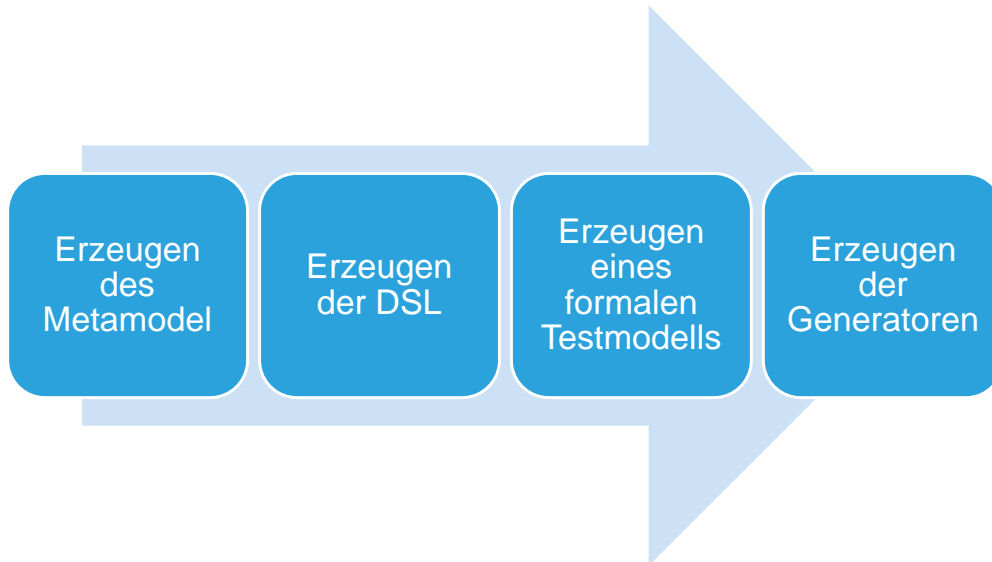 Erzeugen
des
Metamodel
Erzeugen
der DSL
Erzeugen
eines
formalen
Testmodells
Erzeugen
der
Generatoren